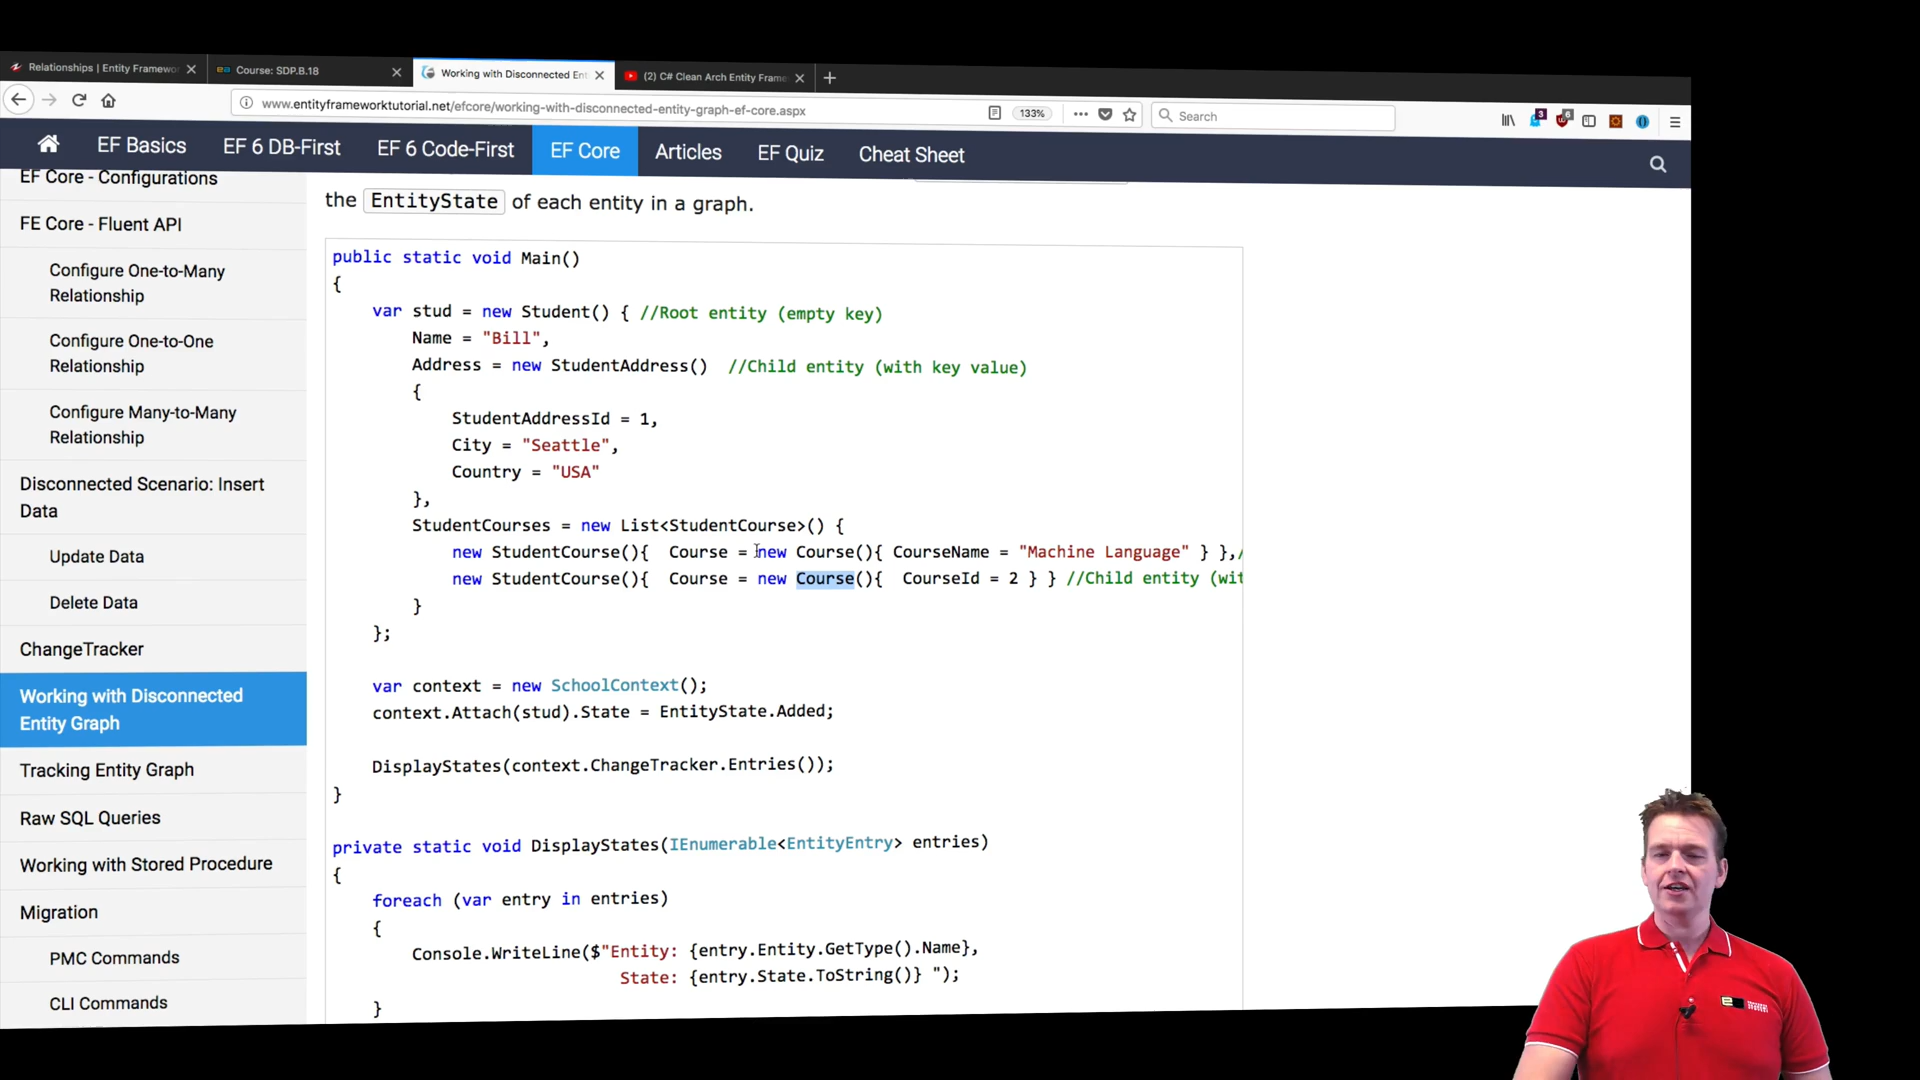 Relationships | Entity Framewo
Course: SDP.B.18
Working with Disconnected Ent
(2) C# Clean Arch Entity Frame
www.entityframeworktutorial.net/efcore/working-with-disconnected-entity-graph-ef-core.aspx
133%
Search
3
6
EF Basics
EF 6 DB-First
EF 6 Code-First
EF Core
Articles
EF Quiz
Cheat Sheet
EF Core - Configurations
FE Core - Fluent API
Configure One-to-Many
Relationship
Configure One-to-One
Relationship
Configure Many-to-Many
Relationship
Disconnected Scenario: Insert
Data
Update Data
Delete Data
ChangeTracker
Working with Disconnected
Entity Graph
Tracking Entity Graph
Raw SQL Queries
Working with Stored Procedure
Migration
PMC Commands
CLI Commands
the EntityState of each entity in a graph.
public static void Main()
{
var stud = new Student() { //Root entity (empty key)
Name = "Bill",
Address = new StudentAddress()  //Child entity (with key value)
{
StudentAddressId = 1,
City = "Seattle",
Country = "USA"
},
StudentCourses = new List<StudentCourse>() {
new StudentCourse(){  Course = new Course(){ CourseName = "Machine Language" } },/
new StudentCourse(){  Course = new Course(){  CourseId = 2 } } //Child entity (wit
}
};
var context = new SchoolContext();
context.Attach(stud).State = EntityState.Added;
DisplayStates(context.ChangeTracker.Entries());
}
private static void DisplayStates(IEnumerable<EntityEntry> entries)
{
foreach (var entry in entries)
{
Console.WriteLine($"Entity: {entry.Entity.GetType().Name},
State: {entry.State.ToString()} ");
}